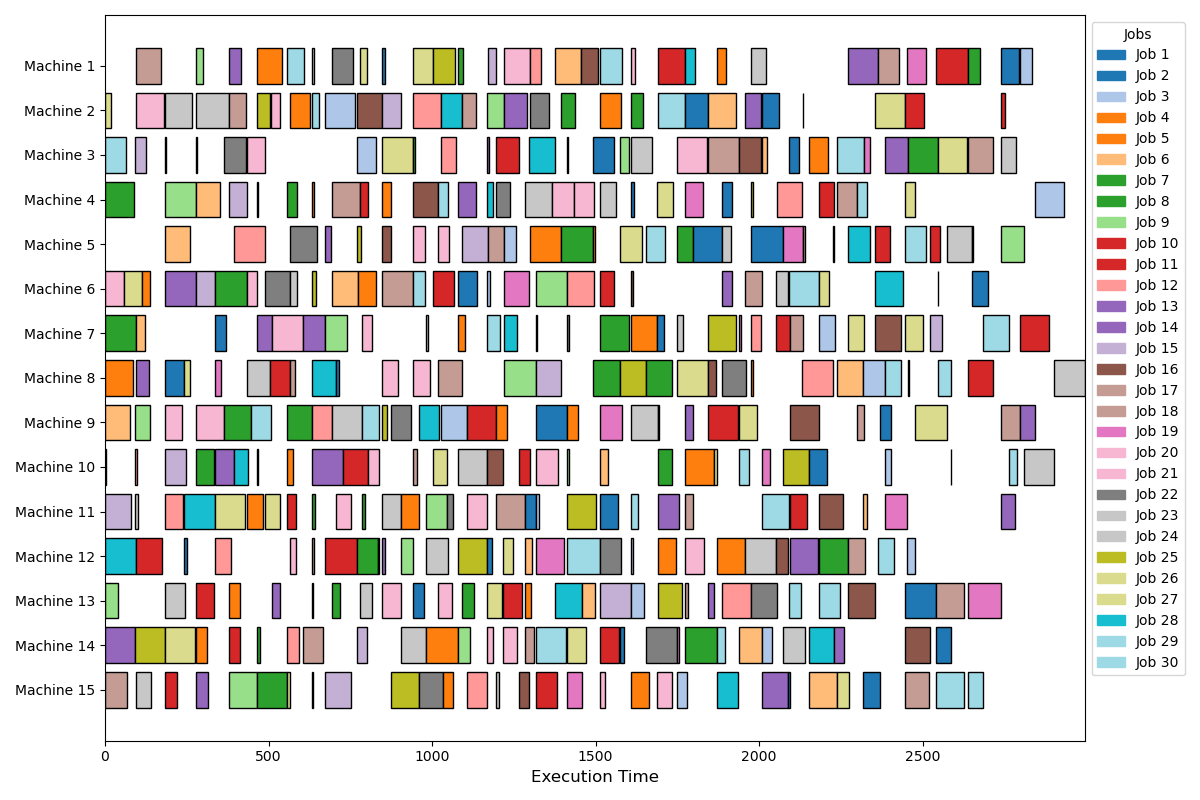 Machine 1
Machine 2
Machine 3
Machine 4
Machine 5
Machine 6
Machine 7
Machine 8
Machine 9
Machine 10
Machine 11
Machine 12
Machine 13
Machine 14
Machine 15
0 500 1000 1500 2000 2500
Execution Time
Jobs
Job 1
Job 2
Job 3
Job 4
Job 5
Job 6
Job 7
Job 8
Job 9
Job 10
Job 11
Job 12
Job 13
Job 14
Job 15
Job 16
Job 17
Job 18
Job 19
Job 20
Job 21
Job 22
Job 23
Job 24
Job 25
Job 26
Job 27
Job 28
Job 29
Job 30